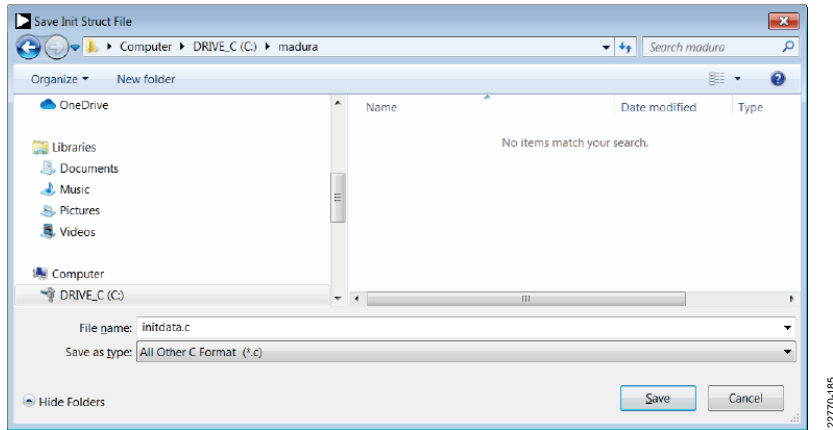 Save Init Struct File
Computer DRIVE_C (C:) madura Search madura
Organize New folder
OneDrive
Name Date modified Type
No items match your search.
Libraries
Documents
Music
Pictures
Videos
Computer
DRIVE_C (C:)
File name: initdata.c
Save as type: All Other C Format (*.c)
Hide Folders Save Cancel
22770-185